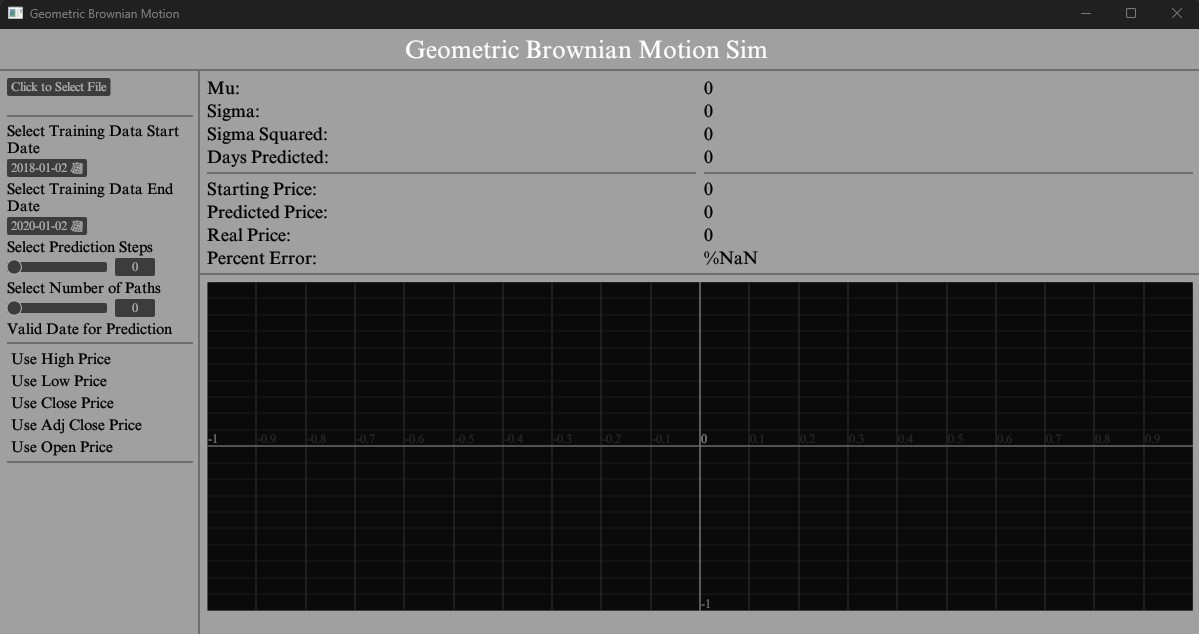 Geometric Brownian Motion
Geometric Brownian Motion Sim
Click to Select File
Select Training Data Start
Date
2018-01-02
Select Training Data End
Date
2020-01-02
Select Prediction Steps
0
Select Number of Paths
0
Valid Date for Prediction
Use High Price
Use Low Price
Use Close Price
Use Adj Close Price
Use Open Price
Mu: 0
Sigma: 0
Sigma Squared: 0
Days Predicted: 0
Starting Price: 0
Predicted Price: 0
Real Price: 0
Percent Error: %NaN
-1 -0.9 -0.8 -0.7 -0.6 -0.5 -0.4 -0.3 -0.2 -0.1 0 0.1 0.2 0.3 0.4 0.5 0.6 0.7 0.8 0.9
-1